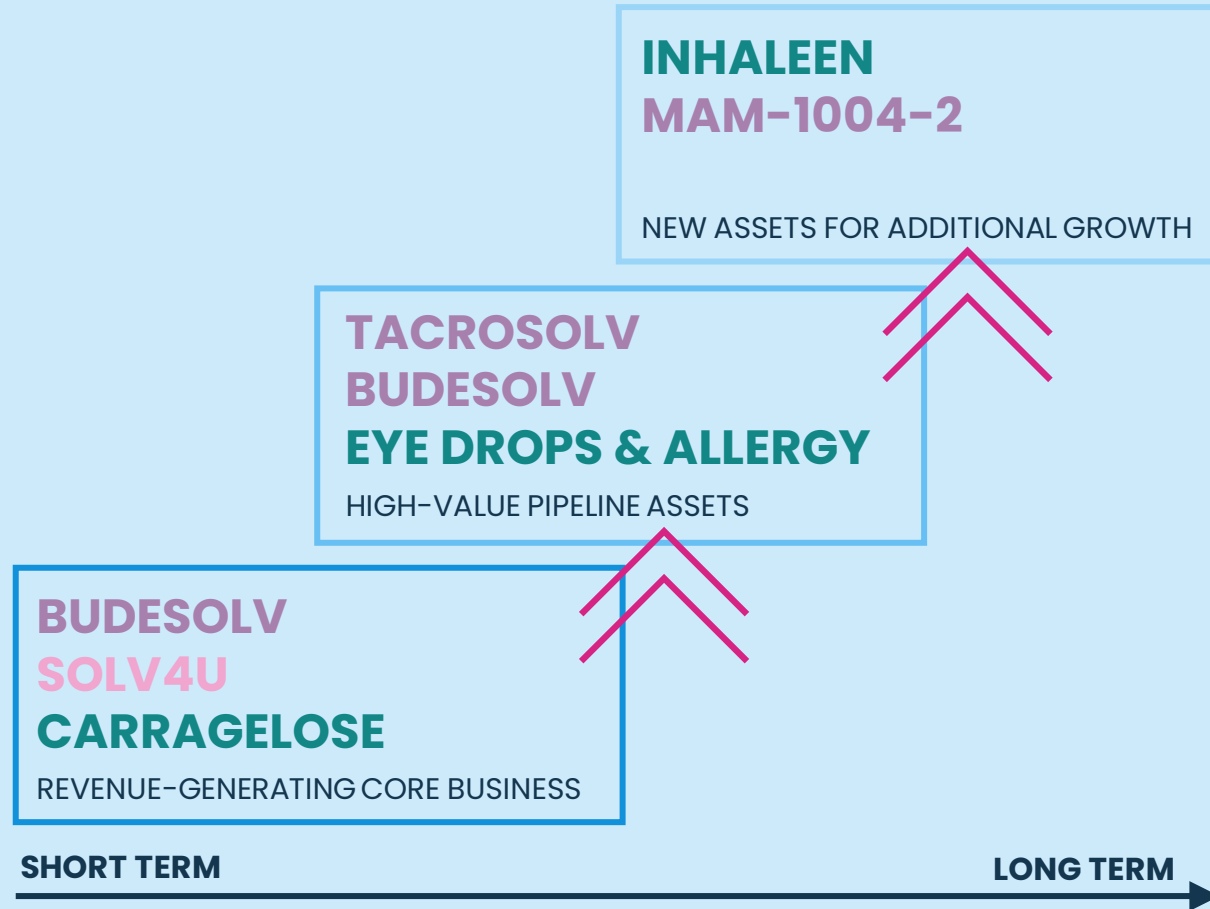 INHALEEN
MAM-1004-2
NEW ASSETS FOR ADDITIONAL GROWTH
TACROSOLV
BUDESOLV
EYE DROPS & ALLERGY
HIGH-VALUE PIPELINE ASSETS
BUDESOLV
SOLV4U
CARRAGELOSE
REVENUE-GENERATING CORE BUSINESS
SHORT TERM
LONG TERM